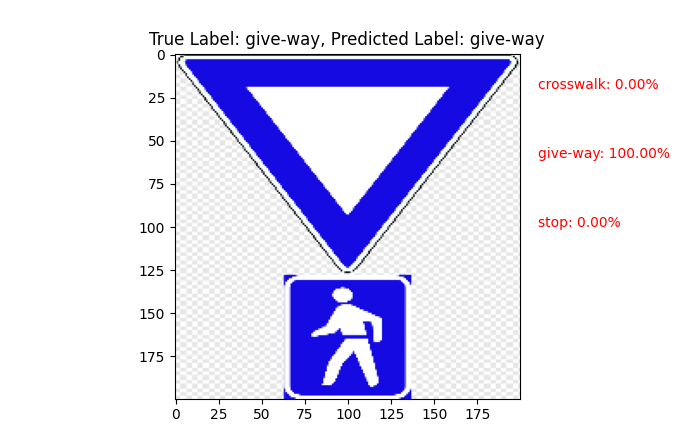 True Label: give-way, Predicted Label: give-way
0
25
50
75
100
125
150
175
0 25 50 75 100 125 150 175
crosswalk: 0.00%
give-way: 100.00%
stop: 0.00%